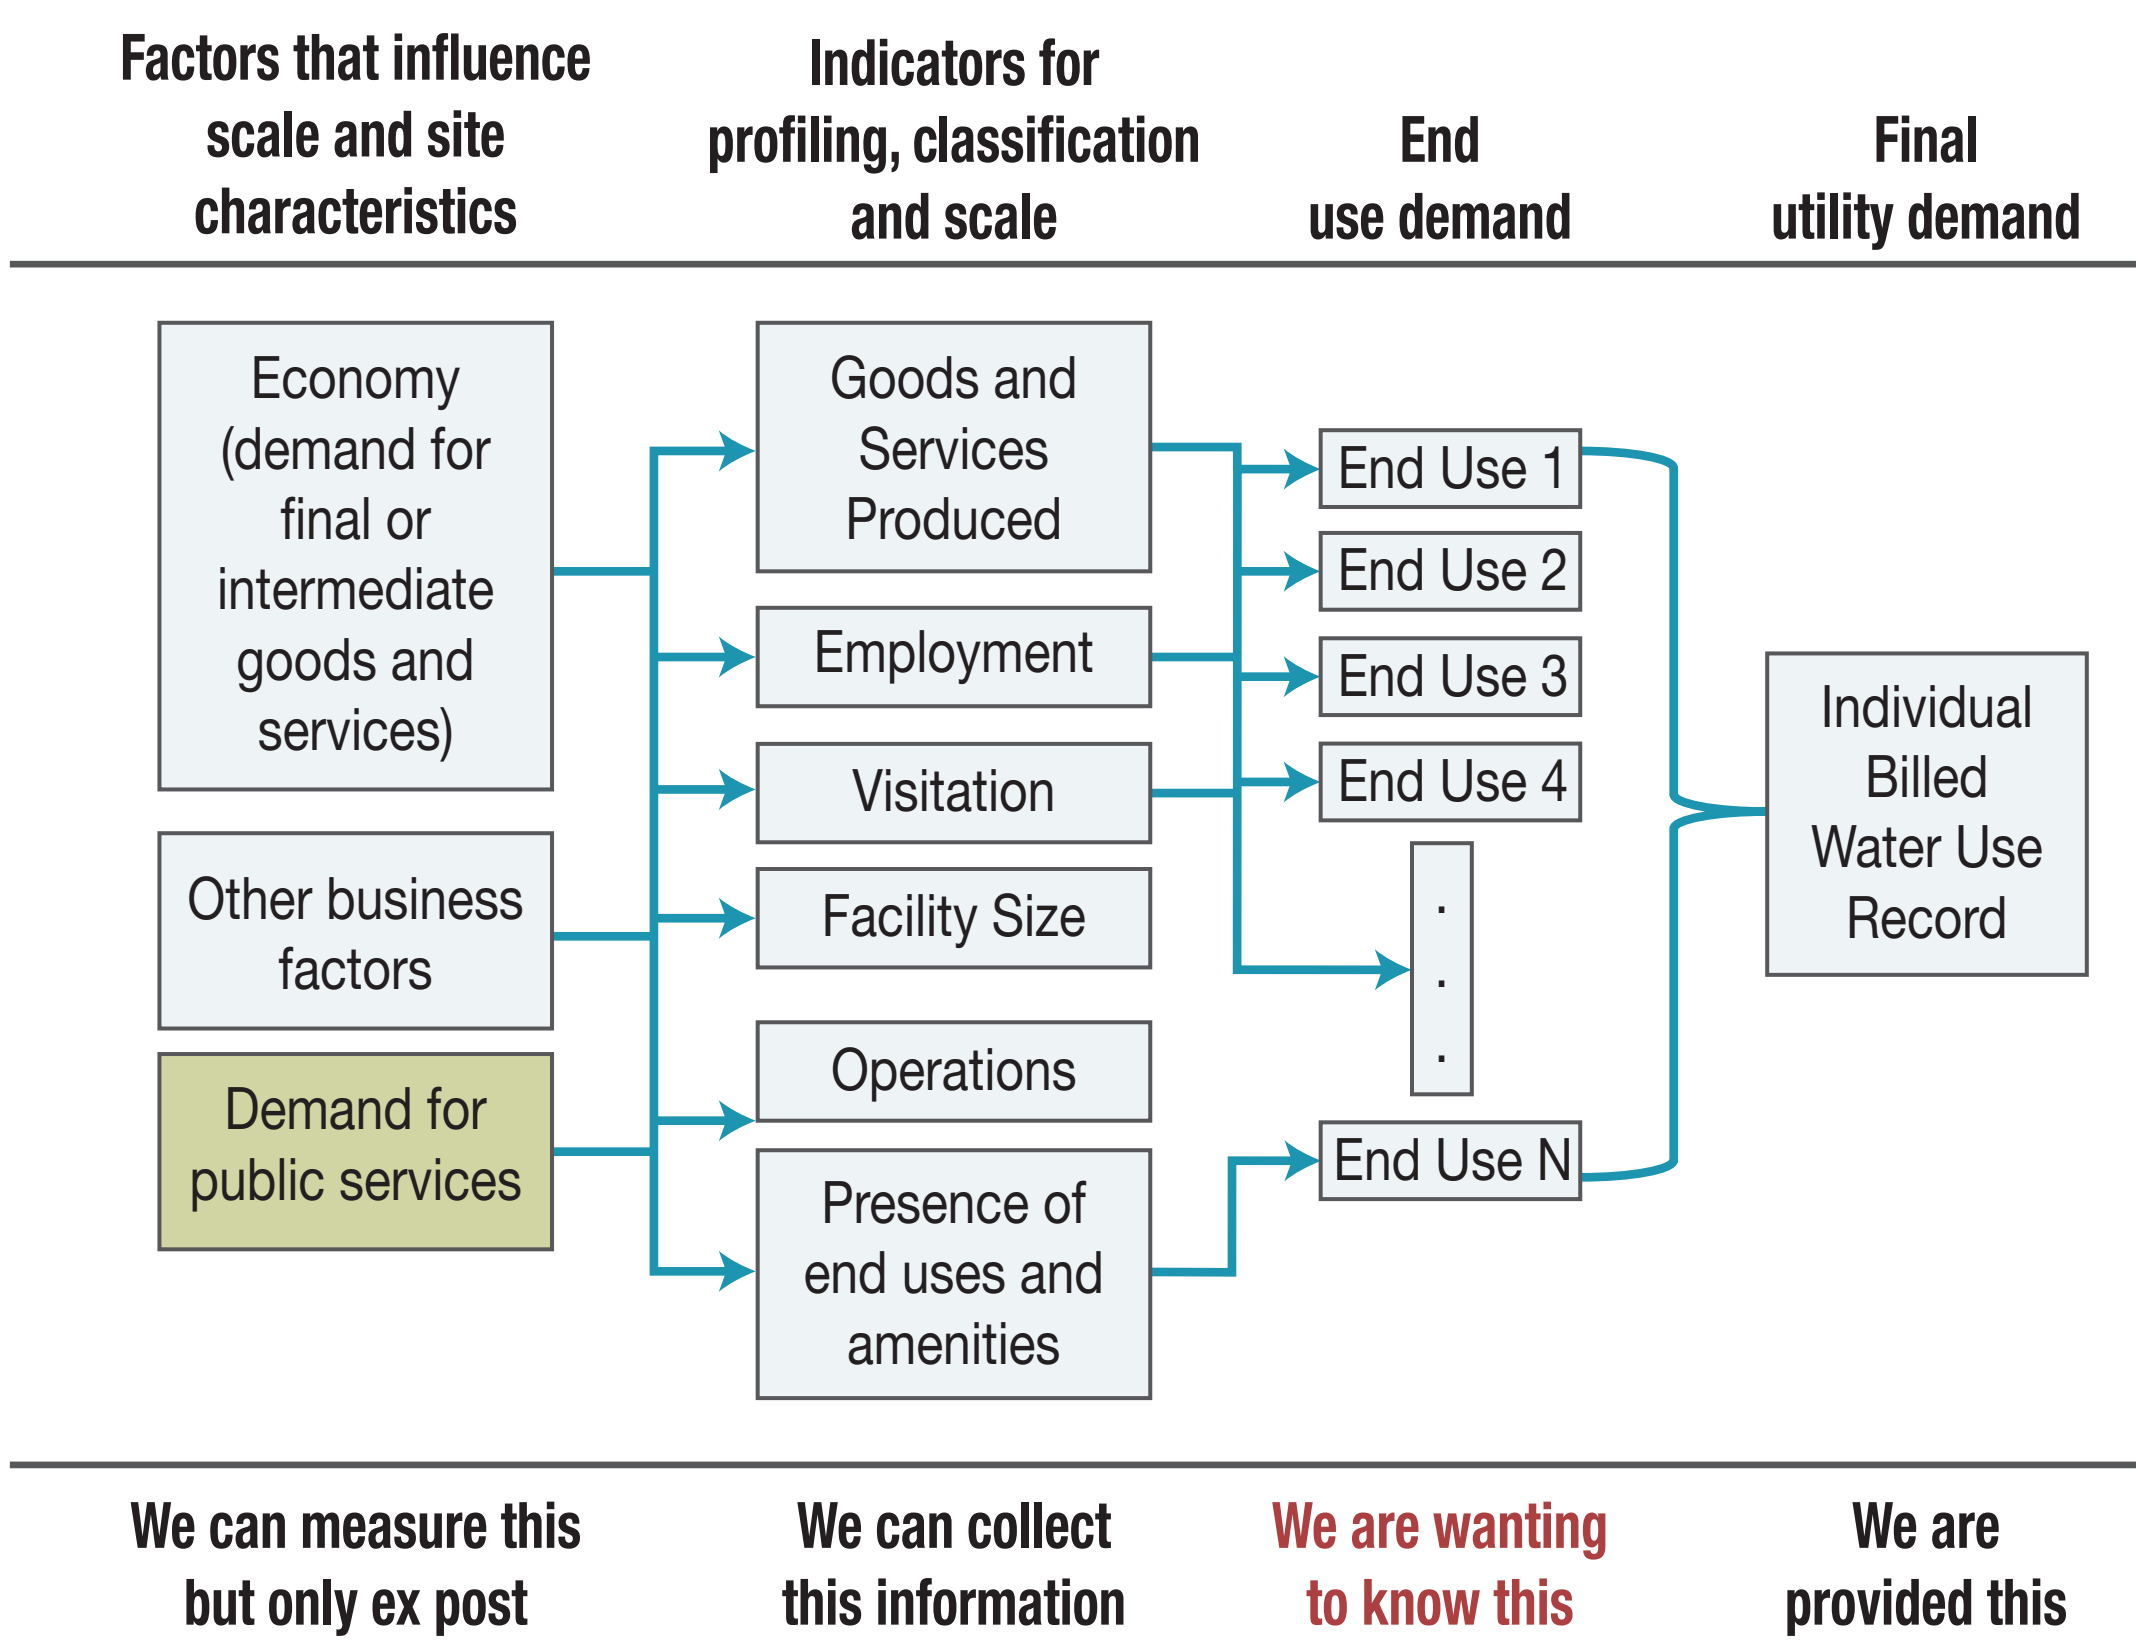 Factors that influence
scale and site
characteristics
Indicators for
profiling, classification
and scale
End
use demand
Final
utility demand
Economy
(demand for
final or
intermediate
goods and
services)
Other business
factors
Demand for
public services
Goods and
Services
Produced
Employment
Visitation
Facility Size
Operations
Presence of
end uses and
amenities
End Use 1
End Use 2
End Use 3
End Use 4
.
.
.
End Use N
Individual
Billed
Water Use
Record
We can measure this
but only ex post
We can collect
this information
We are wanting
to know this
We are
provided this